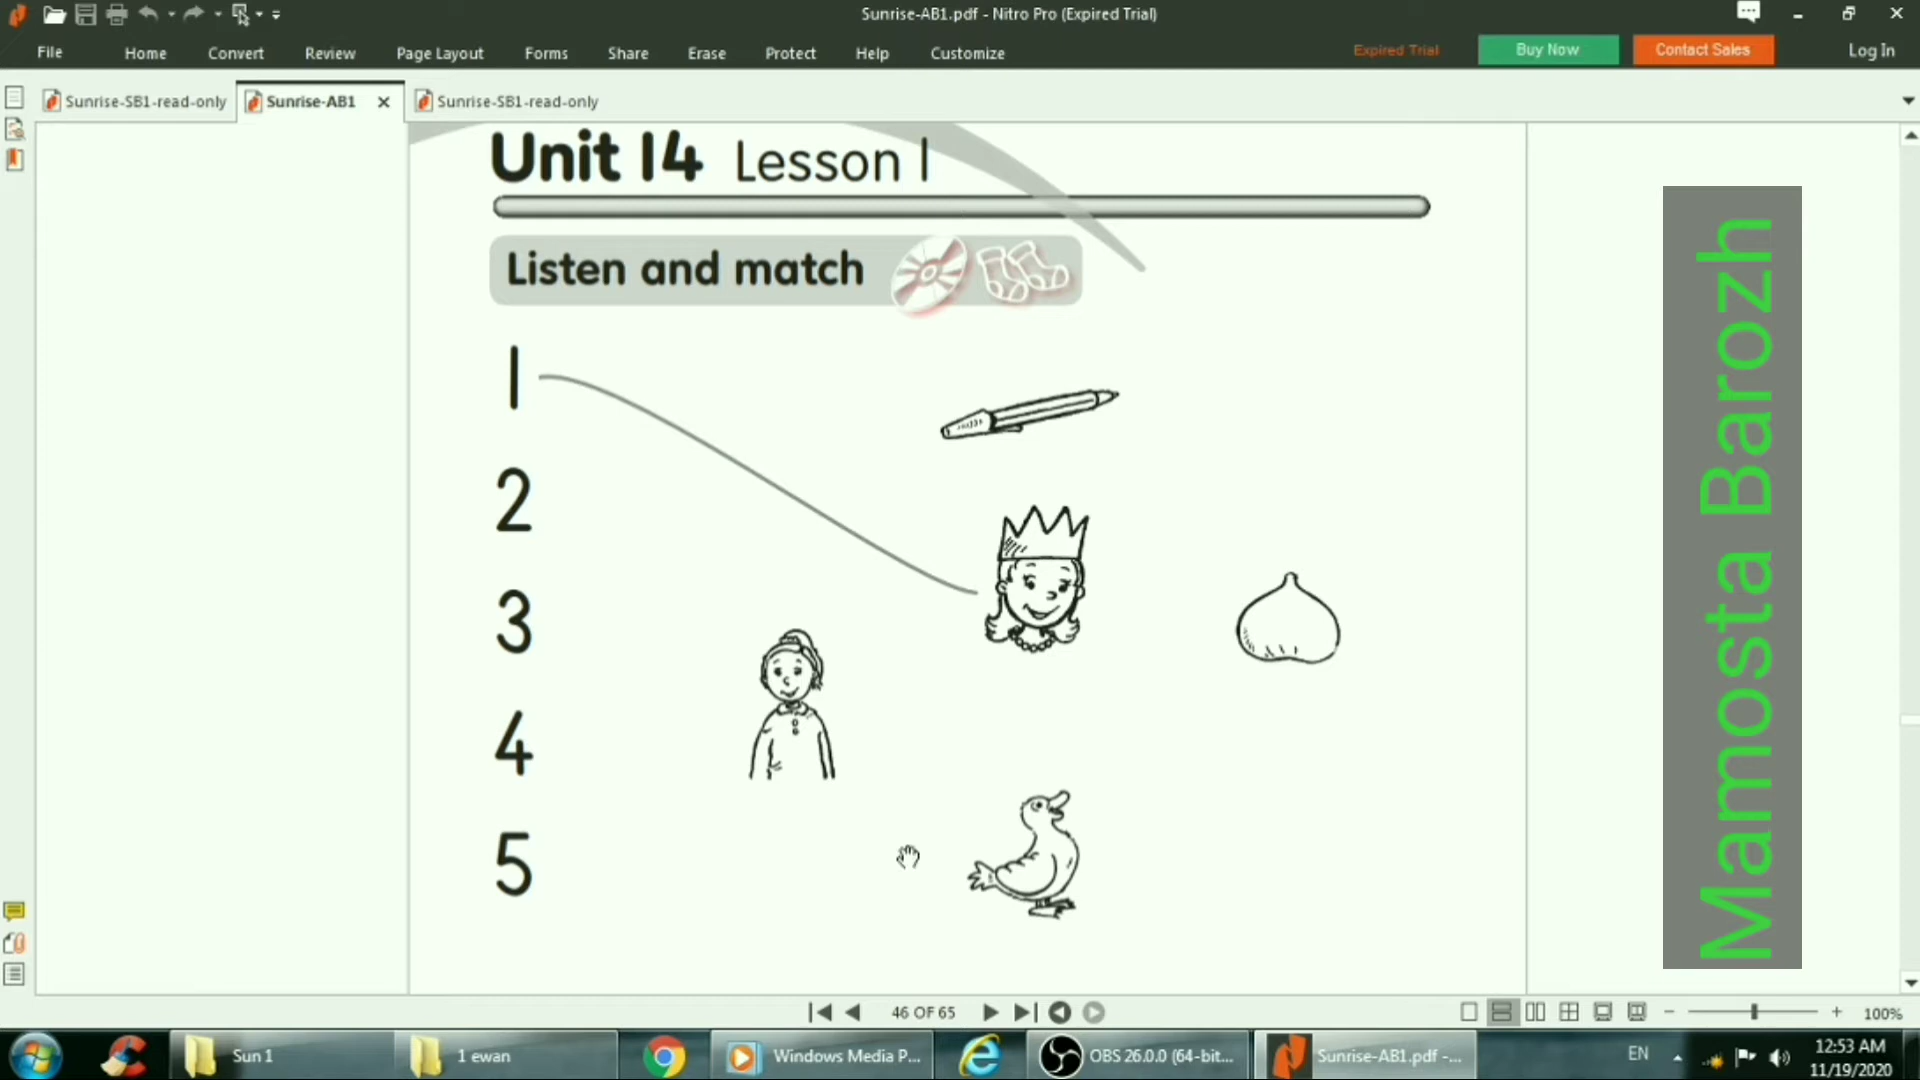 Sunrise-AB1.pdf - Nitro Pro (Expired Trial)
File Home Convert Review Page Layout Forms Share Erase Protect Help Customize Expired Trial Buy Now Contact Sales Log In
Sunrise-SB1-read-only Sunrise-AB1 Sunrise-SB1-read-only
Unit 14 Lesson 1
Listen and match
1
2
3
4
5
Mamosta Barozh
46 OF 65
100%
Sun 1 1 ewan Windows Media P... OBS 26.0.0 (64-bit... Sunrise-AB1.pdf -... EN 12:53 AM
11/19/2020